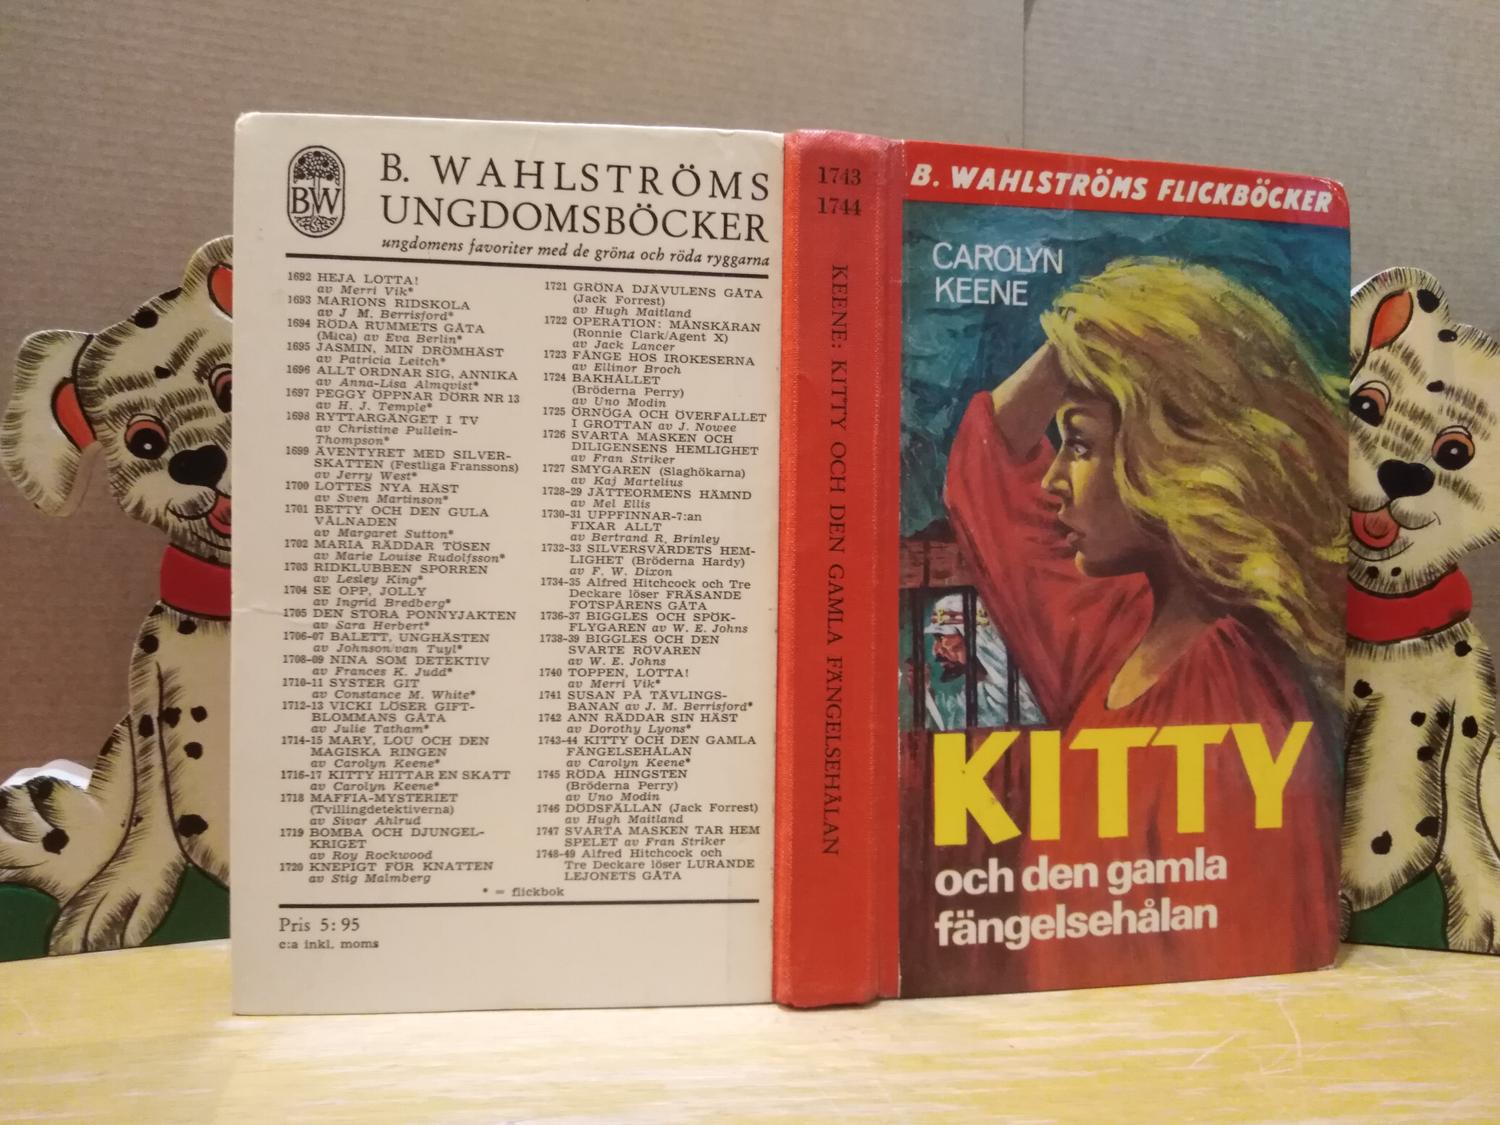 BW
B. WAHLSTRÖMS
UNGDOMSBÖCKER
ungdomens favoriter med de gröna och röda ryggarna
1692 HEJA LOTTA!
av Merri Vik*
1693 MARIONS RIDSKOLA
av J M. Berrisford*
1694 RÖDA RUMMETS GÅTA
(Mica) av Eva Berlin*
1695 JASMIN, MIN DRÖMHÄST
av Patricia Leitch*
1696 ALLT ORDNAR SIG, ANNIKA
av Anna-Lisa Almqvist*
1697 PEGGY ÖPPNAR DÖRR NR 13
av H. J. Temple*
1698 RYTTARGÄNGET I TV
av Christine Pullein-
Thompson*
1699 ÄVENTYRET MED SILVER-
SKATTEN (Festliga Franssons)
av Jerry West*
1700 LOTTES NYA HÄST
av Sven Martinson*
1701 BETTY OCH DEN GULA
VÅLNADEN
av Margaret Sutton*
1702 MARIA RÄDDAR TÖSEN
av Marie Louise Rudolfsson*
1703 RIDKLUBBEN SPORREN
av Lesley King*
1704 SE OPP, JOLLY
av Ingrid Bredberg*
1705 DEN STORA PONNYJAKTEN
av Sara Herbert*
1706-07 BALETT, UNGHÄSTEN
av Johnson/van Tuyl*
1708-09 NINA SOM DETEKTIV
av Frances K. Judd*
1710-11 SYSTER GIT
av Constance M. White*
1712-13 VICKI LÖSER GIFT-
BLOMMANS GÅTA
av Julie Tatham*
1714-15 MARY, LOU OCH DEN
MAGISKA RINGEN
av Carolyn Keene*
1716-17 KITTY HITTAR EN SKATT
av Carolyn Keene*
1718 MAFFIA-MYSTERIET
(Tvillingdetektiverna)
av Sivar Ahlrud
1719 BOMBA OCH DJUNGEL-
KRIGET
av Roy Rockwood
1720 KNEPIGT FÖR KNATTEN
av Stig Malmberg
1721 GRÖNA DJÄVULENS GÅTA
(Jack Forrest)
av Hugh Maitland
1722 OPERATION: MÅNSKÄRAN
(Ronnie Clark/Agent X)
av Jack Lancer
1723 FÅNGE HOS IROKESERNA
av Ellinor Broch
1724 BAKHÅLLET
(Bröderna Perry)
av Uno Modin
1725 ÖRNÖGA OCH ÖVERFALLET
I GROTTAN av J. Nowee
1726 SVARTA MASKEN OCH
DILIGENSENS HEMLIGHET
av Fran Striker
1727 SMYGAREN (Slaghökarna)
av Kaj Martelius
1728-29 JÄTTEORMENS HÄMND
av Mel Ellis
1730-31 UPPFINNAR-7:an
FIXAR ALLT
av Bertrand R. Brinley
1732-33 SILVERSVÄRDETS HEM-
LIGHET (Bröderna Hardy)
av F. W. Dixon
1734-35 Alfred Hitchcock och Tre
Deckare löser FRÄSANDE
FOTSPÅRENS GÅTA
1736-37 BIGGLES OCH SPÖK-
FLYGAREN av W. E. Johns
1738-39 BIGGLES OCH DEN
SVARTE RÖVAREN
av W. E. Johns
1740 TOPPEN, LOTTA!
av Merri Vik*
1741 SUSAN PÅ TÄVLINGS-
BANAN av J. M. Berrisford*
1742 ANN RÄDDAR SIN HÄST
av Dorothy Lyons*
1743-44 KITTY OCH DEN GAMLA
FÄNGELSEHÅLAN
av Carolyn Keene*
1745 RÖDA HINGSTEN
(Bröderna Perry)
av Uno Modin
1746 DÖDSFÄLLAN (Jack Forrest)
av Hugh Maitland
1747 SVARTA MASKEN TAR HEM
SPELET av Fran Striker
1748-49 Alfred Hitchcock och
Tre Deckare löser LURANDE
LEJONETS GÅTA
* = flickbok
Pris 5:95
c:a inkl. moms
1743
1744
KEENE: KITTY OCH DEN GAMLA FÄNGELSEHÅLAN
B. WAHLSTRÖMS FLICKBÖCKER
CAROLYN
KEENE
KITTY
och den gamla
fängelsehålan